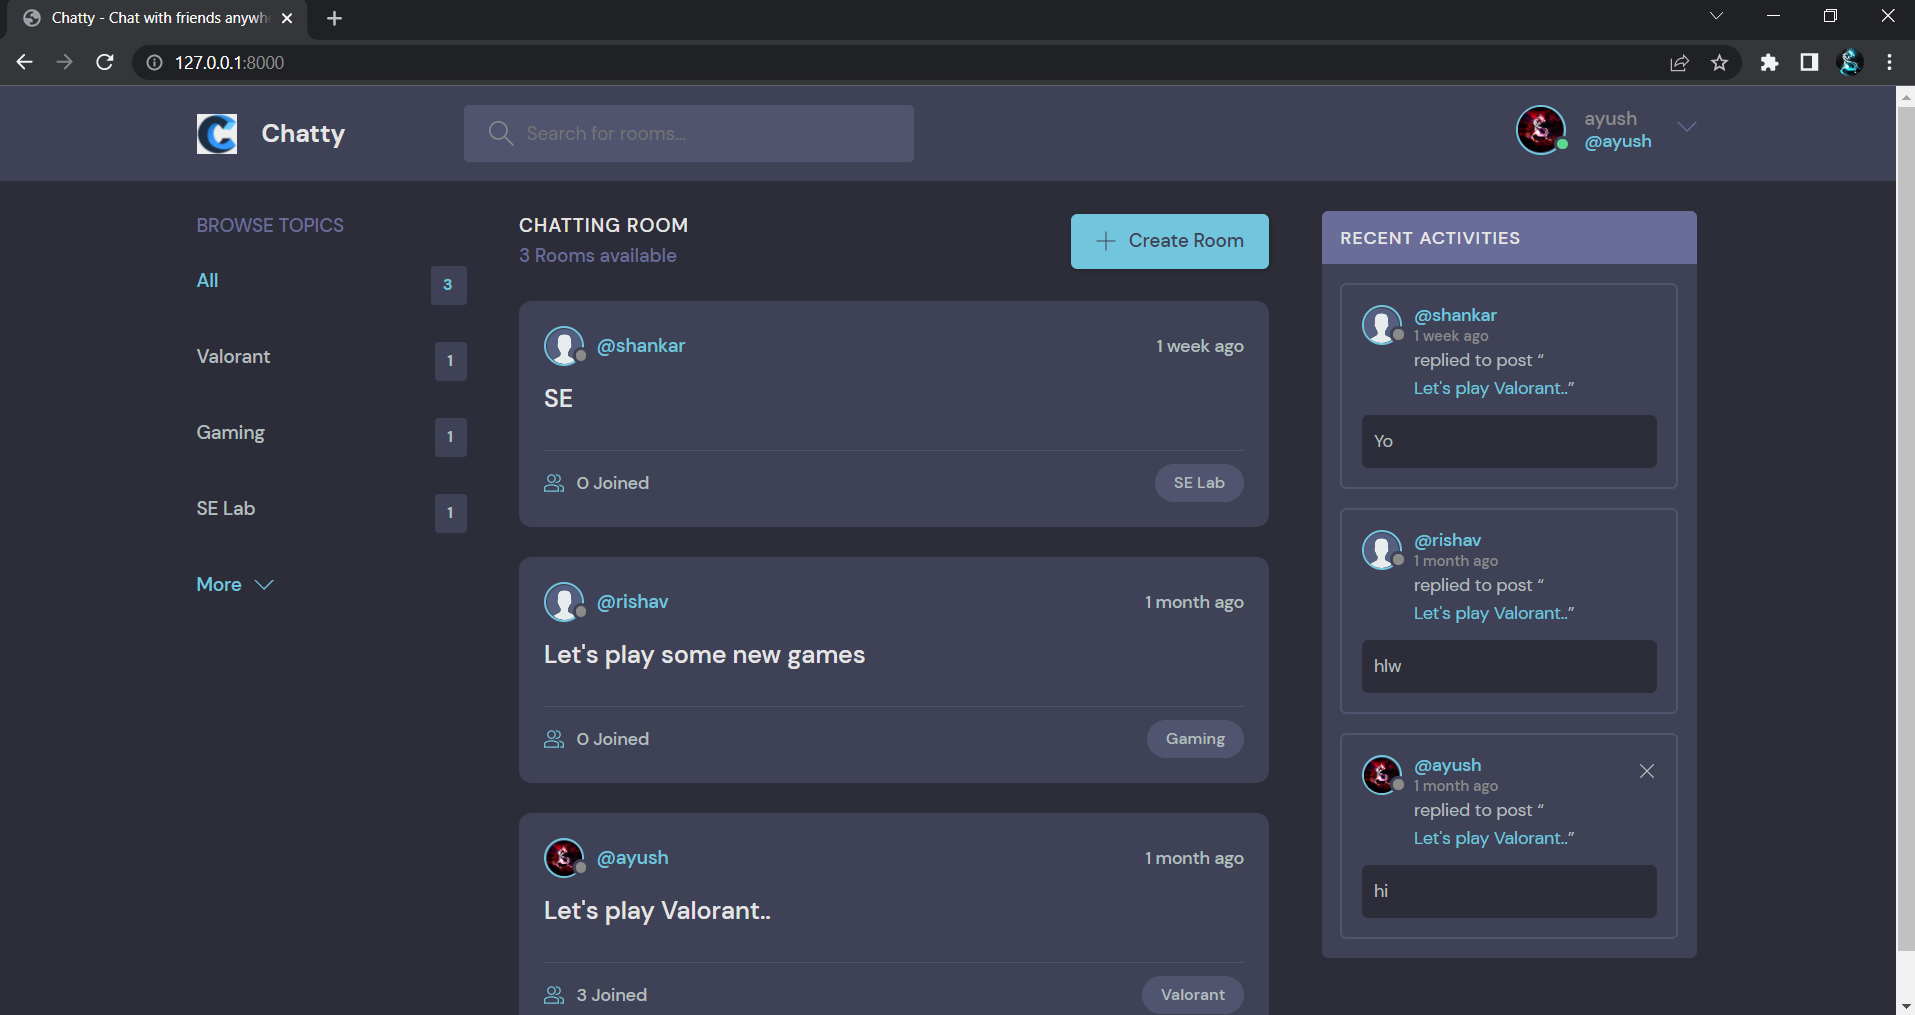 Chatty - Chat with friends anywh
127.0.0.1:8000
Chatty
Search for rooms...
ayush
@ayush
BROWSE TOPICS
All
3
Valorant
1
Gaming
1
SE Lab
1
More
CHATTING ROOM
3 Rooms available
Create Room
@shankar
1 week ago
SE
0 Joined
SE Lab
@rishav
1 month ago
Let's play some new games
0 Joined
Gaming
@ayush
1 month ago
Let's play Valorant..
3 Joined
Valorant
RECENT ACTIVITIES
@shankar
1 week ago
replied to post “
Let's play Valorant..”
Yo
@rishav
1 month ago
replied to post “
Let's play Valorant..”
hlw
@ayush
1 month ago
replied to post “
Let's play Valorant..”
hi